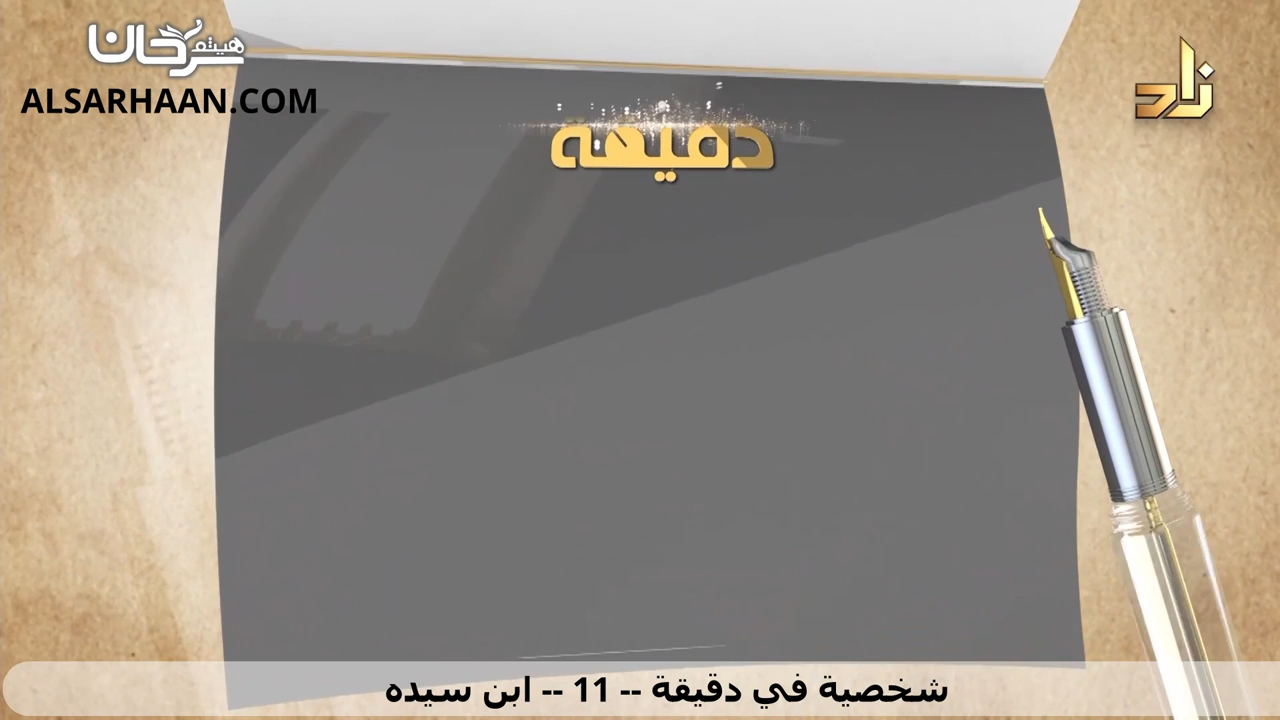 هيثم سرحان
ALSARHAAN.COM
زاد
دقيقة
شخصية في دقيقة -- 11 -- ابن سيده